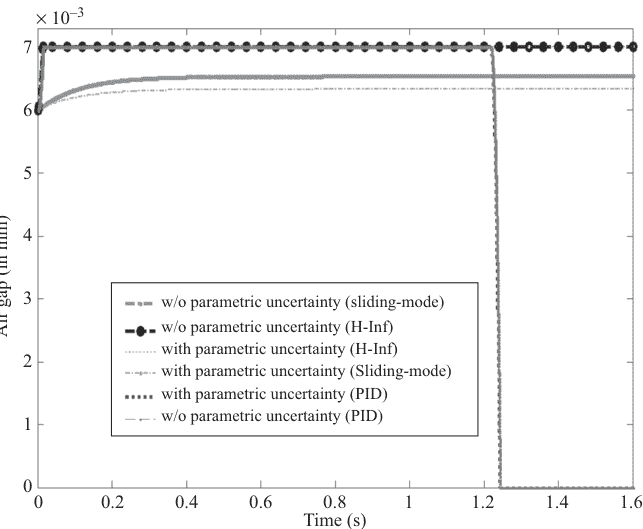 × 10⁻³
7
6
5
4
3
2
1
0
Air gap (in mm)
w/o parametric uncertainty (sliding-mode)
w/o parametric uncertainty (H-Inf)
with parametric uncertainty (H-Inf)
with parametric uncertainty (Sliding-mode)
with parametric uncertainty (PID)
w/o parametric uncertainty (PID)
0 0.2 0.4 0.6 0.8 1 1.2 1.4 1.6
Time (s)